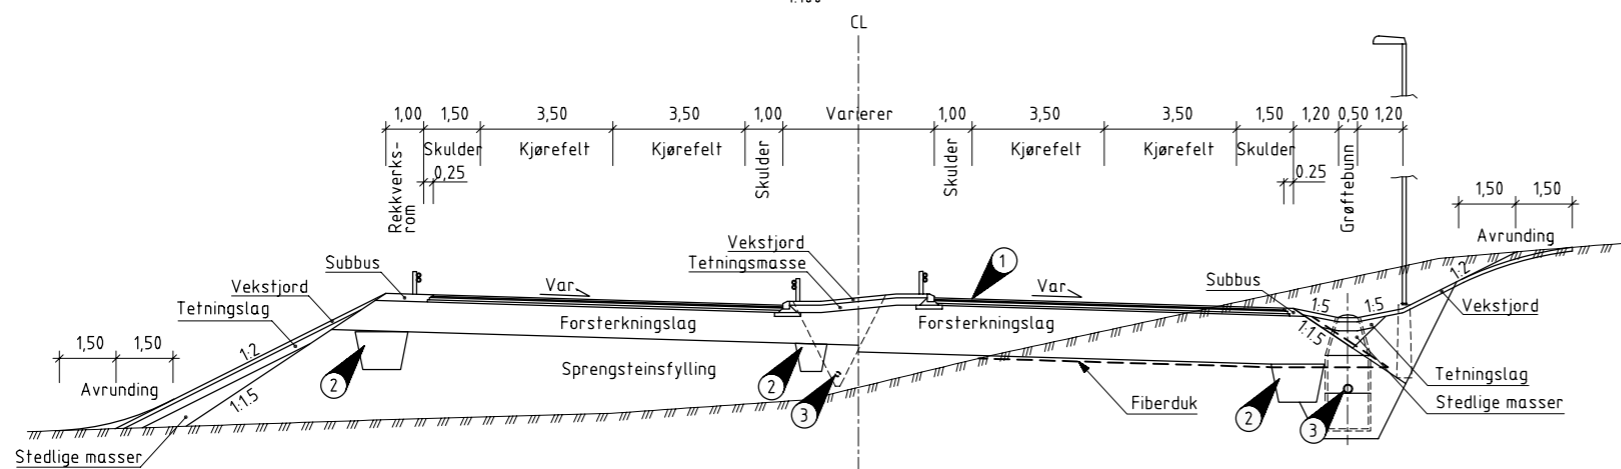 CL
1,00 1,50 3,50 3,50 1,00 Varierer 1,00 3,50 3,50 1,50 1,20 0,50 1,20
Skulder Kjørefelt Kjørefelt Skulder Skulder Kjørefelt Kjørefelt Skulder
Rekkverks-
rom
0,25
0.25
Grøftebunn
1,50 1,50
Avrunding
Vekstjord
Tetningsmasse
1
Subbus
Var
Var
Subbus
1:5 1:5
1:2
Vekstjord
Vekstjord
Tetningslag
Forsterkningslag
Forsterkningslag
1:1.5
1,50 1,50
1:2
Avrunding
1:1.5
2
Sprengsteinsfylling
2
3
Fiberduk
2
3
Tetningslag
Stedlige masser
Stedlige masser